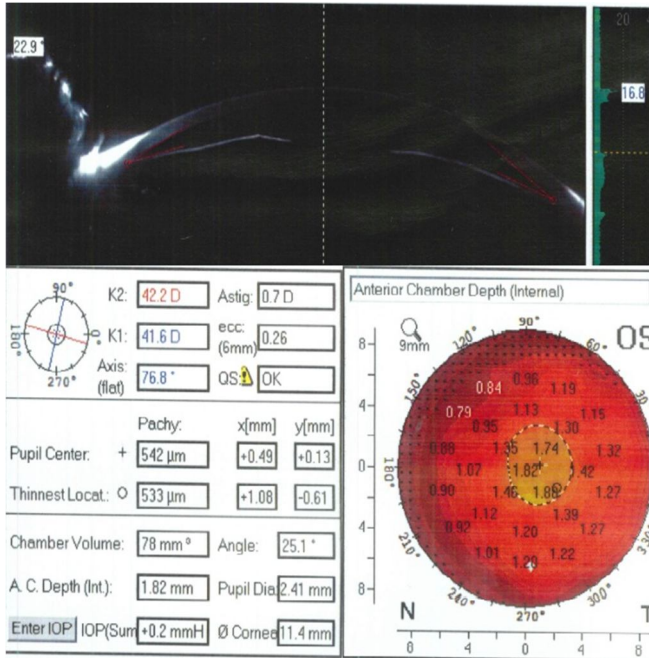 22.9°
20
16.8
K2: 42.2 D Astig: 0.7 D
K1: 41.6 D ecc: (6mm) 0.26
Axis: (flat) 76.8° QS: OK
90°
180°
0°
270°
Pachy: x[mm] y[mm]
Pupil Center: + 542 µm +0.49 +0.13
Thinnest Locat.: O 533 µm +1.08 -0.61
Chamber Volume: 78 mm³ Angle: 25.1°
A. C. Depth (Int.): 1.82 mm Pupil Dia: 2.41 mm
Enter IOP IOP(Sum +0.2 mmH Ø Cornea 11.4 mm
Anterior Chamber Depth (Internal)
9mm
OS
90°
120° 60°
150° 30
180°
210° 330
240° 300°
270°
8
4
0
4
8
0.96
0.84 1.19
0.79 1.13 1.15
0.95 1.30
0.88 1.35 1.74 1.32
1.07 1.82 1.42
0.90 1.46 1.88 1.27
1.12 1.39
0.92 1.20 1.27
1.01 1.22
N T
8 4 0 4 8